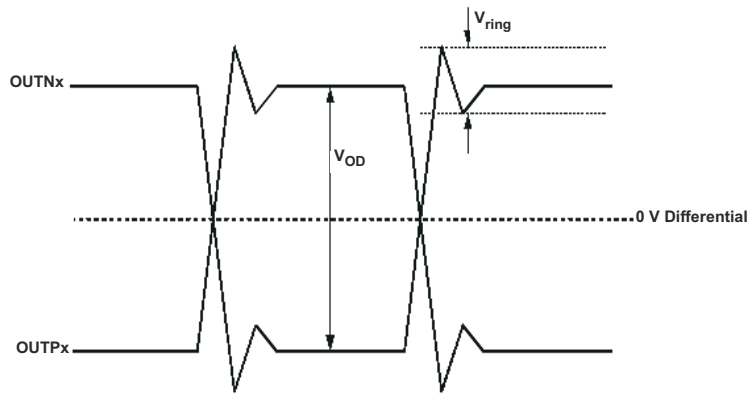 Vring
OUTNx
VOD
0 V Differential
OUTPx